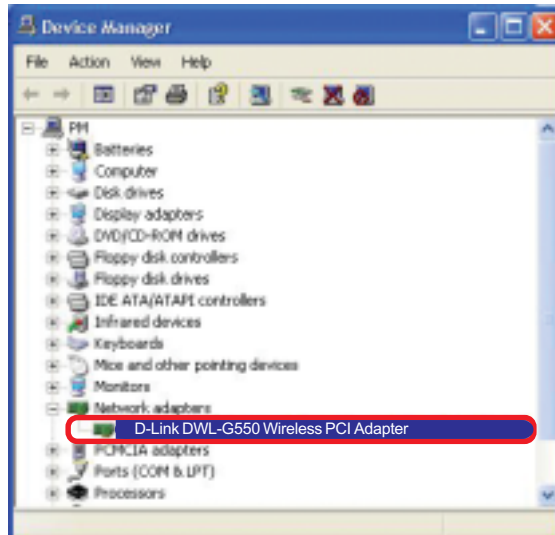 Device Manager
File Action View Help
PM
Batteries
Computer
Disk drives
Display adapters
DVD/CD-ROM drives
Floppy disk controllers
Floppy disk drives
IDE ATA/ATAPI controllers
Infrared devices
Keyboards
Mice and other pointing devices
Monitors
Network adapters
D-Link DWL-G550 Wireless PCI Adapter
PCMCIA adapters
Ports (COM & LPT)
Processors